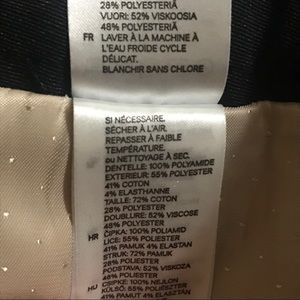 28% POLYESTERIÄ
VUORI: 52% VISKOOSIA
48% POLYESTERIÄ
FR LAVER À LA MACHINE À
L'EAU FROIDE CYCLE
DÉLICAT.
BLANCHIR SANS CHLORE
SI NÉCESSAIRE.
SÉCHER À L'AIR.
REPASSER À FAIBLE
TEMPÉRATURE.
ou NETTOYAGE À SEC.
DENTELLE: 100% POLYAMIDE
EXTERIEUR: 55% POLYESTER
41% COTON
4% ELASTHANNE
TAILLE: 72% COTON
28% POLYESTER
DOUBLURE: 52% VISCOSE
48% POLYESTER
HR ČIPKA: 100% POLIAMID
LICE: 55% POLIESTER
41% PAMUK 4% ELASTAN
STRUK: 72% PAMUK
28% POLIESTER
PODSTAVA: 52% VISKOZA
48% POLIESTER
HU CSIPKE: 100% NEJLON
KÜLSŐ: 55% POLIÉSZTER
41% PAMUT 4% ELASZTÁN